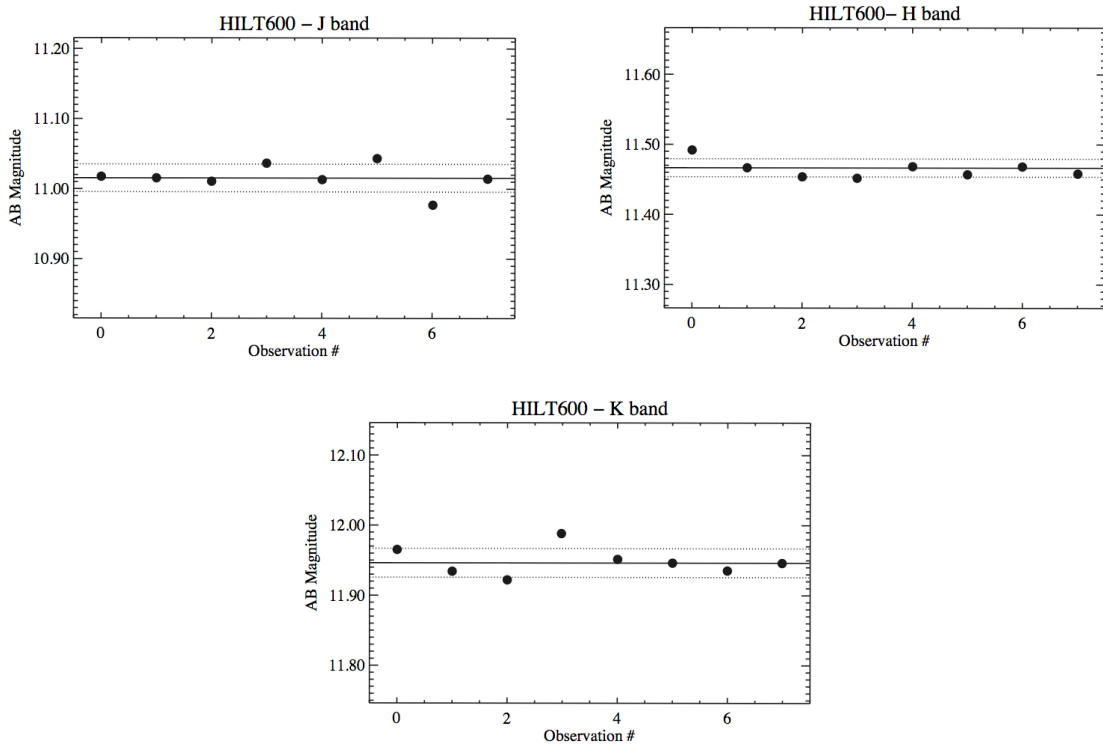 HILT600 – J band
11.20
11.10
11.00
10.90
AB Magnitude
0 2 4 6
Observation #
HILT600– H band
11.60
11.50
11.40
11.30
AB Magnitude
0 2 4 6
Observation #
HILT600 – K band
12.10
12.00
11.90
11.80
AB Magnitude
0 2 4 6
Observation #